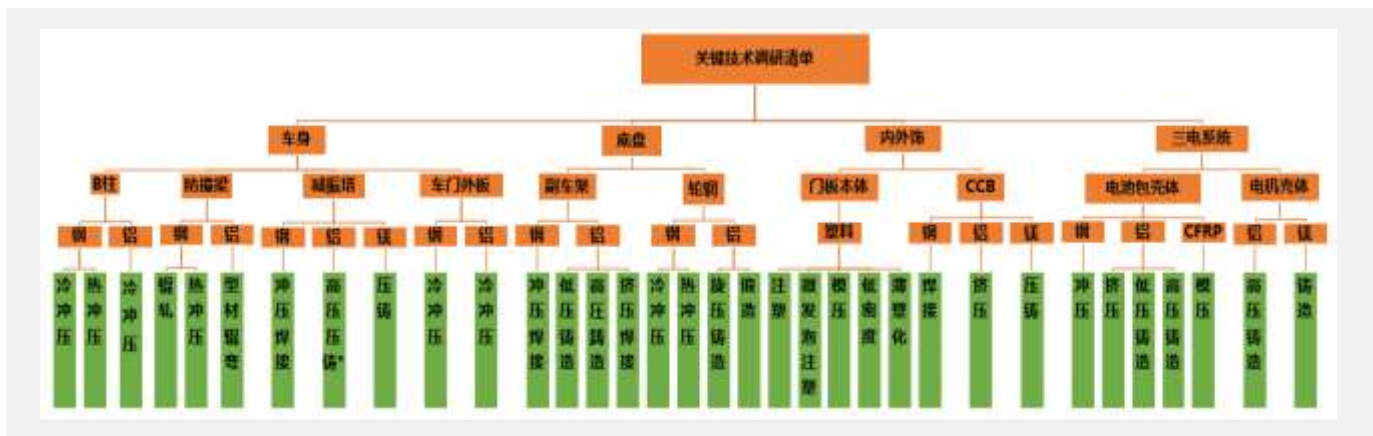 关键技术调研清单
车身 底盘 内外饰 三电系统
B柱 防撞梁 减振塔 车门外板 副车架 轮辋 门板本体 CCB 电池包壳体 电机壳体
钢 铝 钢 铝 钢 铝 镁 钢 铝 钢 铝 钢 铝 塑料 钢 铝 镁 钢 铝 CFRP 铝 镁
冷冲压
热冲压
冷冲压
辊轧
热冲压
型材辊弯
冲压焊接
高压压铸*
压铸
冷冲压
冷冲压
冲压焊接
低压铸造
高压铸造
挤压焊接
冷冲压
热冲压
旋压铸造
锻造
注塑
微发泡注塑
模压
低密度
薄壁化
焊接
挤压
压铸
冲压
挤压
低压铸造
高压铸造
模压
高压铸造
铸造